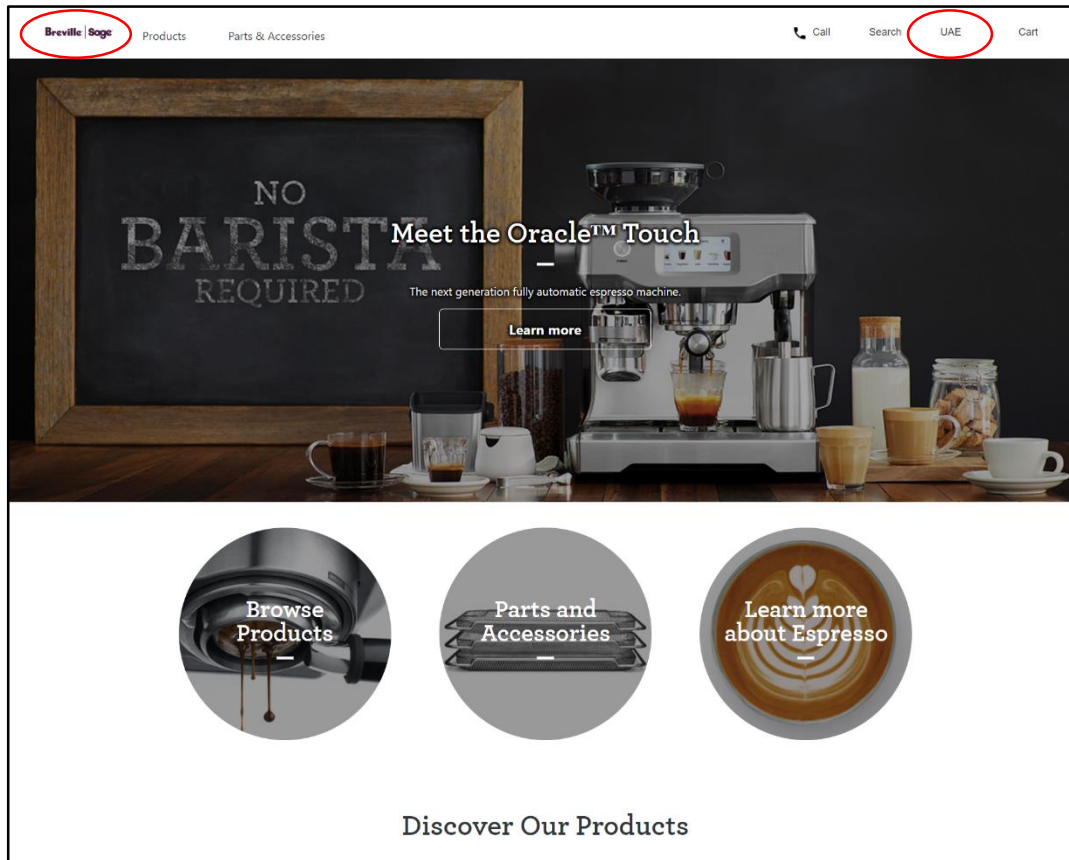 Breville | Sage
Products
Parts & Accessories
Call
Search
UAE
Cart
NO
BARISTA
REQUIRED
Meet the Oracle™ Touch
The next generation fully automatic espresso machine.
Learn more
Browse
Products
Parts and
Accessories
Learn more
about Espresso
Discover Our Products